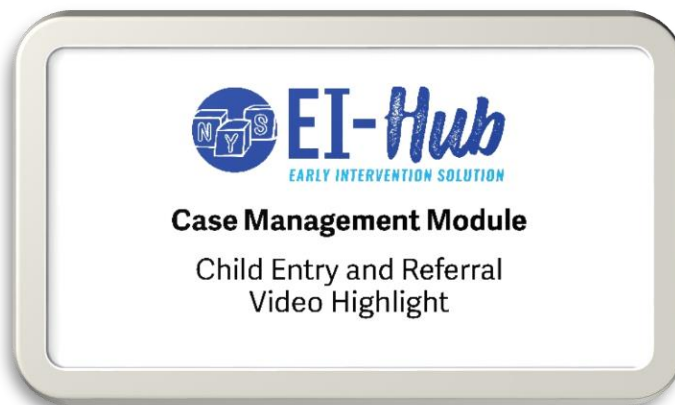 NYS EI-Hub
EARLY INTERVENTION SOLUTION
Case Management Module
Child Entry and Referral
Video Highlight